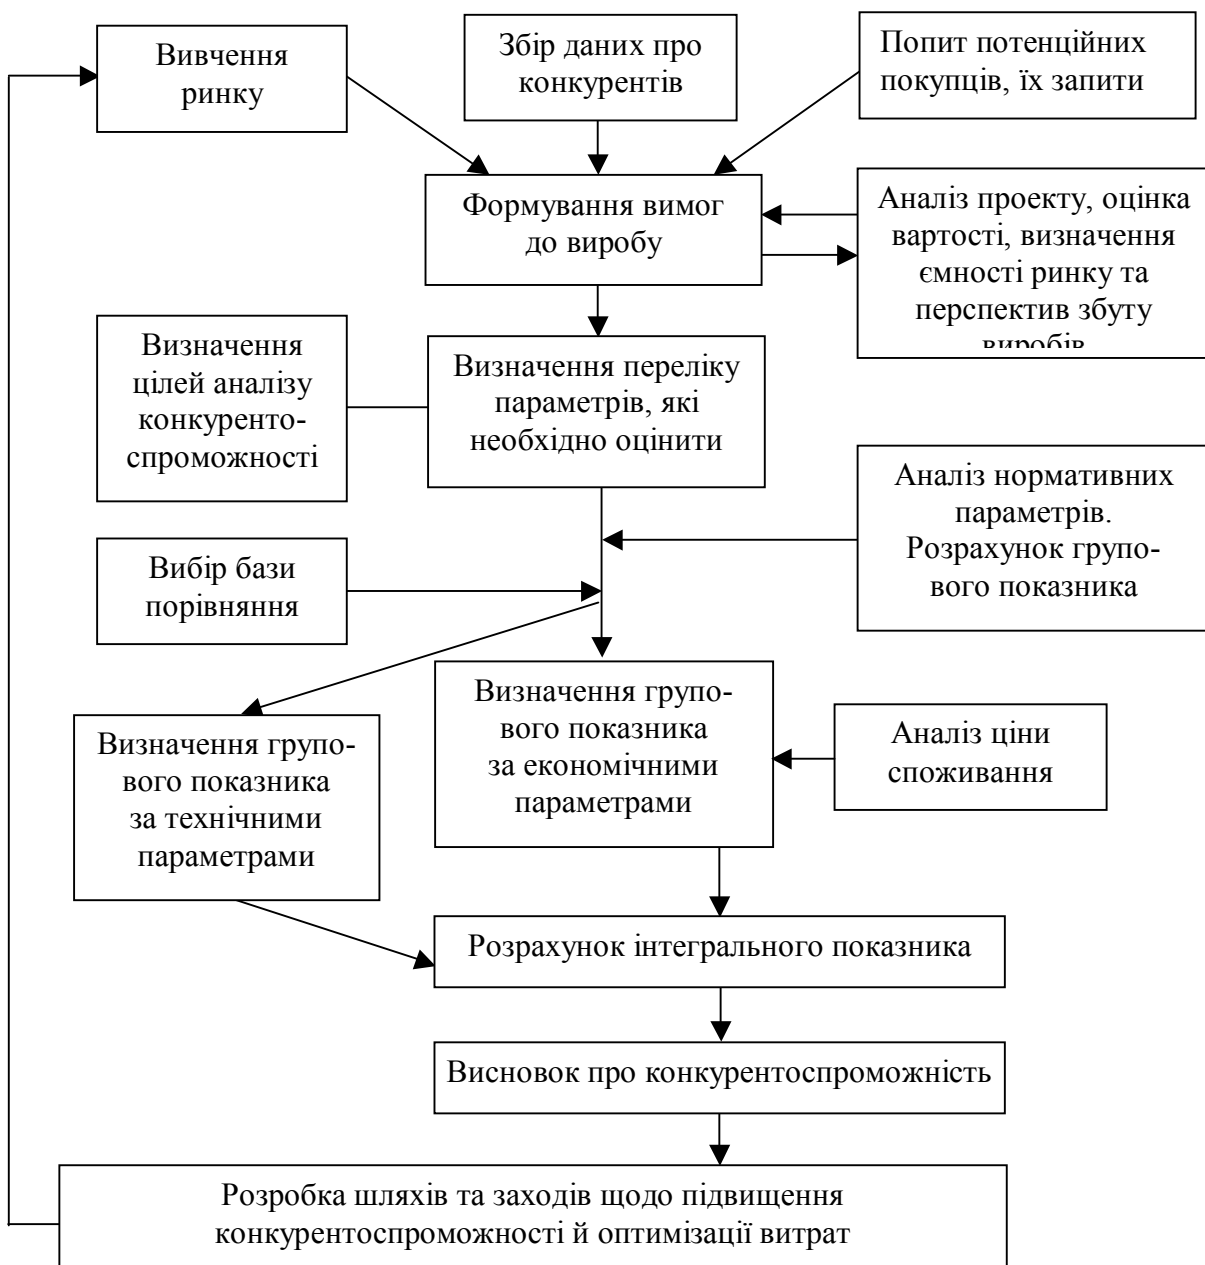 Вивчення
ринку
Збір даних про
конкурентів
Попит потенційних
покупців, їх запити
Формування вимог
до виробу
Аналіз проекту, оцінка
вартості, визначення
ємності ринку та
перспектив збуту
виробів
Визначення
цілей аналізу
конкуренто-
спроможності
Визначення переліку
параметрів, які
необхідно оцінити
Аналіз нормативних
параметрів.
Розрахунок групо-
вого показника
Вибір бази
порівняння
Визначення групо-
вого показника
за технічними
параметрами
Визначення групо-
вого показника
за економічними
параметрами
Аналіз ціни
споживання
Розрахунок інтегрального показника
Висновок про конкурентоспроможність
Розробка шляхів та заходів щодо підвищення
конкурентоспроможності й оптимізації витрат